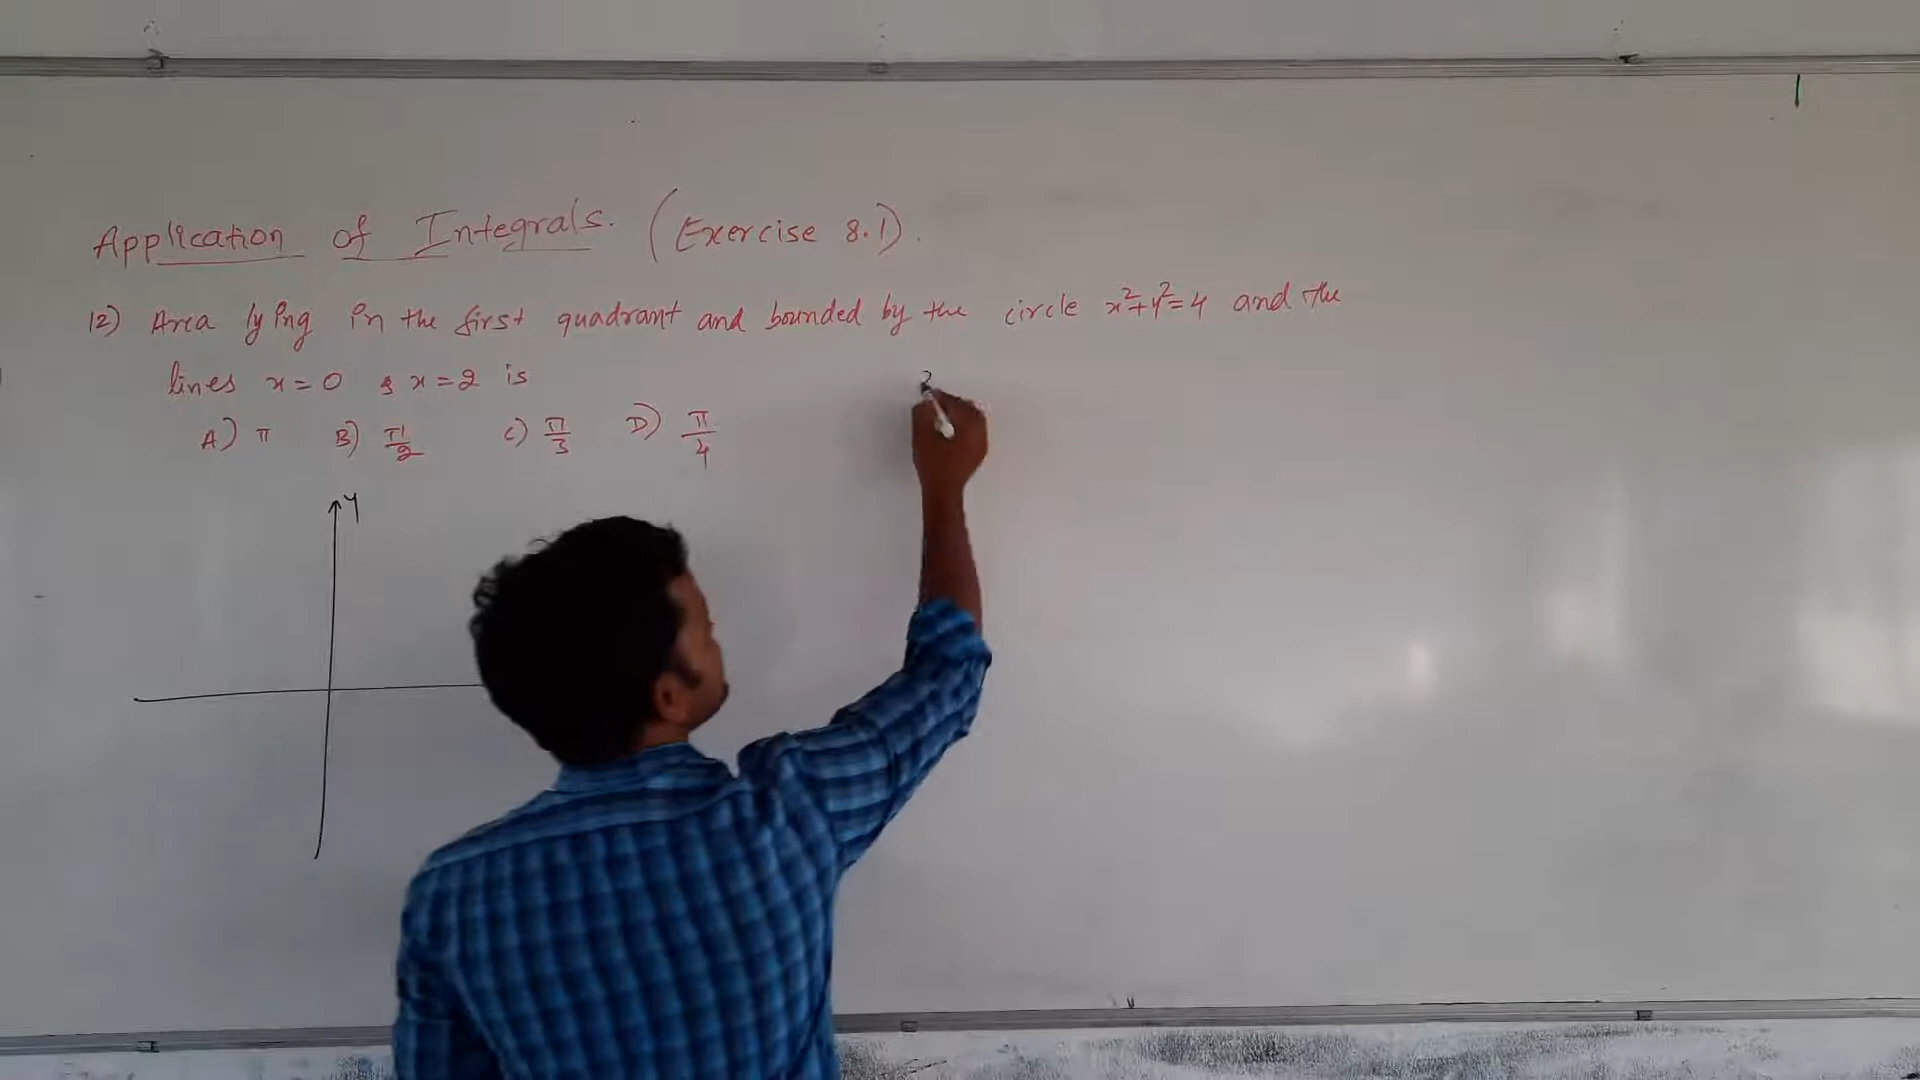 Application of Integrals. (Exercise 8.1).
12) Area lying in the first quadrant and bounded by the circle x²+y²=4 and the
lines x=0 & x=2 is
A) π B) π/2 C) π/3 D) π/4
Y